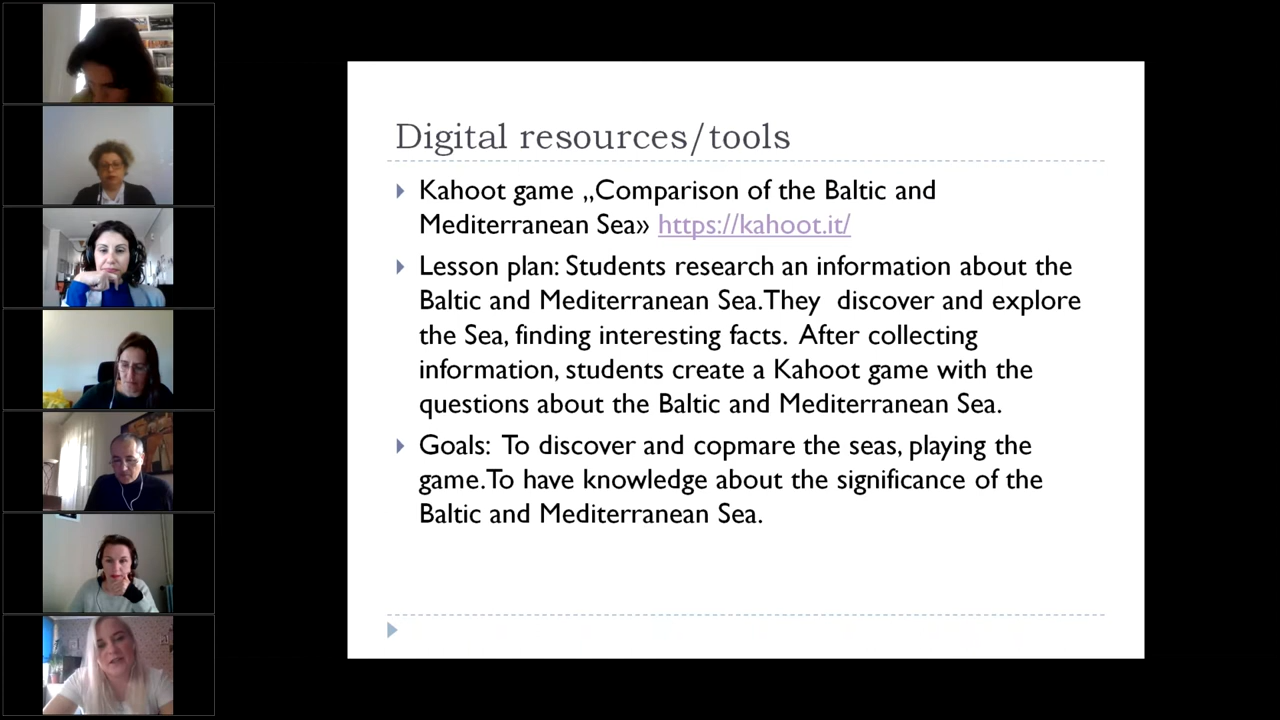 Digital resources/tools
Kahoot game „Comparison of the Baltic and
Mediterranean Sea» https://kahoot.it/
Lesson plan: Students research an information about the
Baltic and Mediterranean Sea.They discover and explore
the Sea, finding interesting facts. After collecting
information, students create a Kahoot game with the
questions about the Baltic and Mediterranean Sea.
Goals: To discover and copmare the seas, playing the
game.To have knowledge about the significance of the
Baltic and Mediterranean Sea.